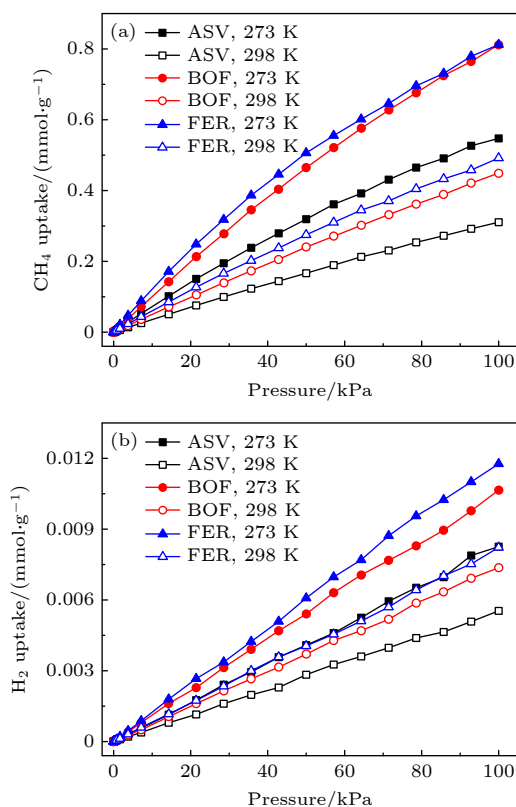 (a)
ASV, 273 K
ASV, 298 K
BOF, 273 K
BOF, 298 K
FER, 273 K
FER, 298 K
0.8
0.6
0.4
0.2
0
CH₄ uptake/(mmol·g⁻¹)
0 20 40 60 80 100
Pressure/kPa
(b)
ASV, 273 K
ASV, 298 K
BOF, 273 K
BOF, 298 K
FER, 273 K
FER, 298 K
0.012
0.009
0.006
0.003
0
H₂ uptake/(mmol·g⁻¹)
0 20 40 60 80 100
Pressure/kPa